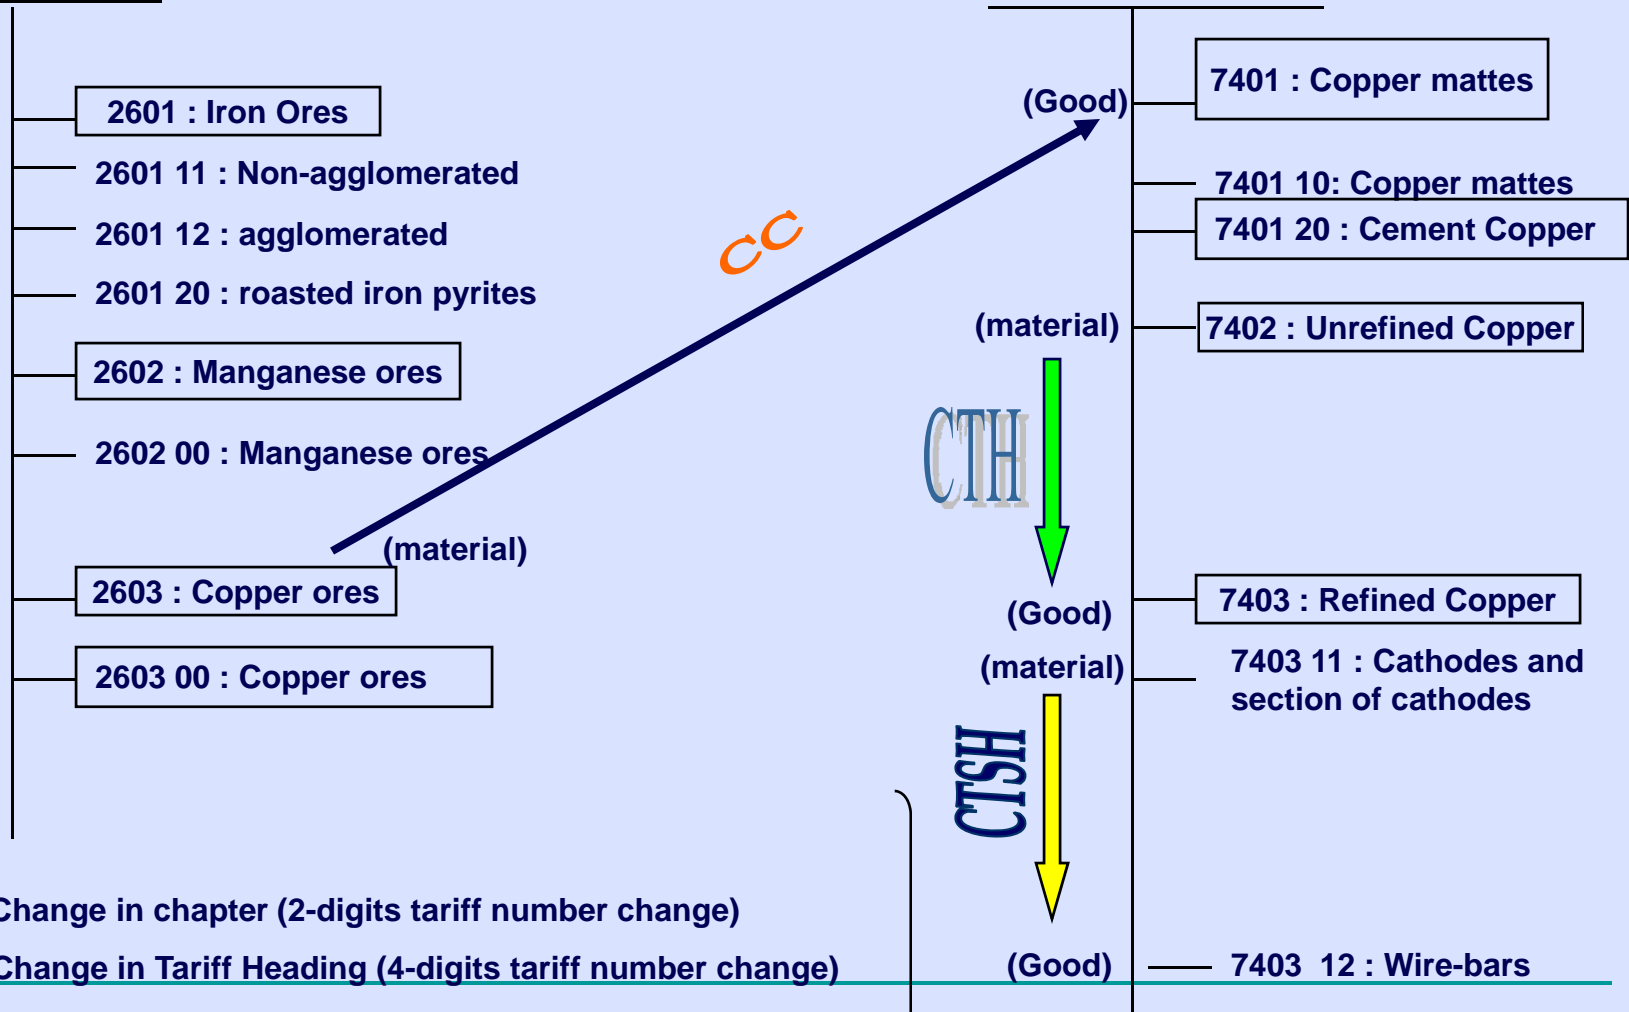 2601 : Iron Ores
2601 11 : Non-agglomerated
2601 12 : agglomerated
2601 20 : roasted iron pyrites
2602 : Manganese ores
2602 00 : Manganese ores
(material)
2603 : Copper ores
2603 00 : Copper ores
CC
(Good)
7401 : Copper mattes
7401 10: Copper mattes
7401 20 : Cement Copper
(material)
7402 : Unrefined Copper
CTH
(Good)
7403 : Refined Copper
(material)
7403 11 : Cathodes and
section of cathodes
CTSH
(Good)
7403 12 : Wire-bars
Change in chapter (2-digits tariff number change)
Change in Tariff Heading (4-digits tariff number change)